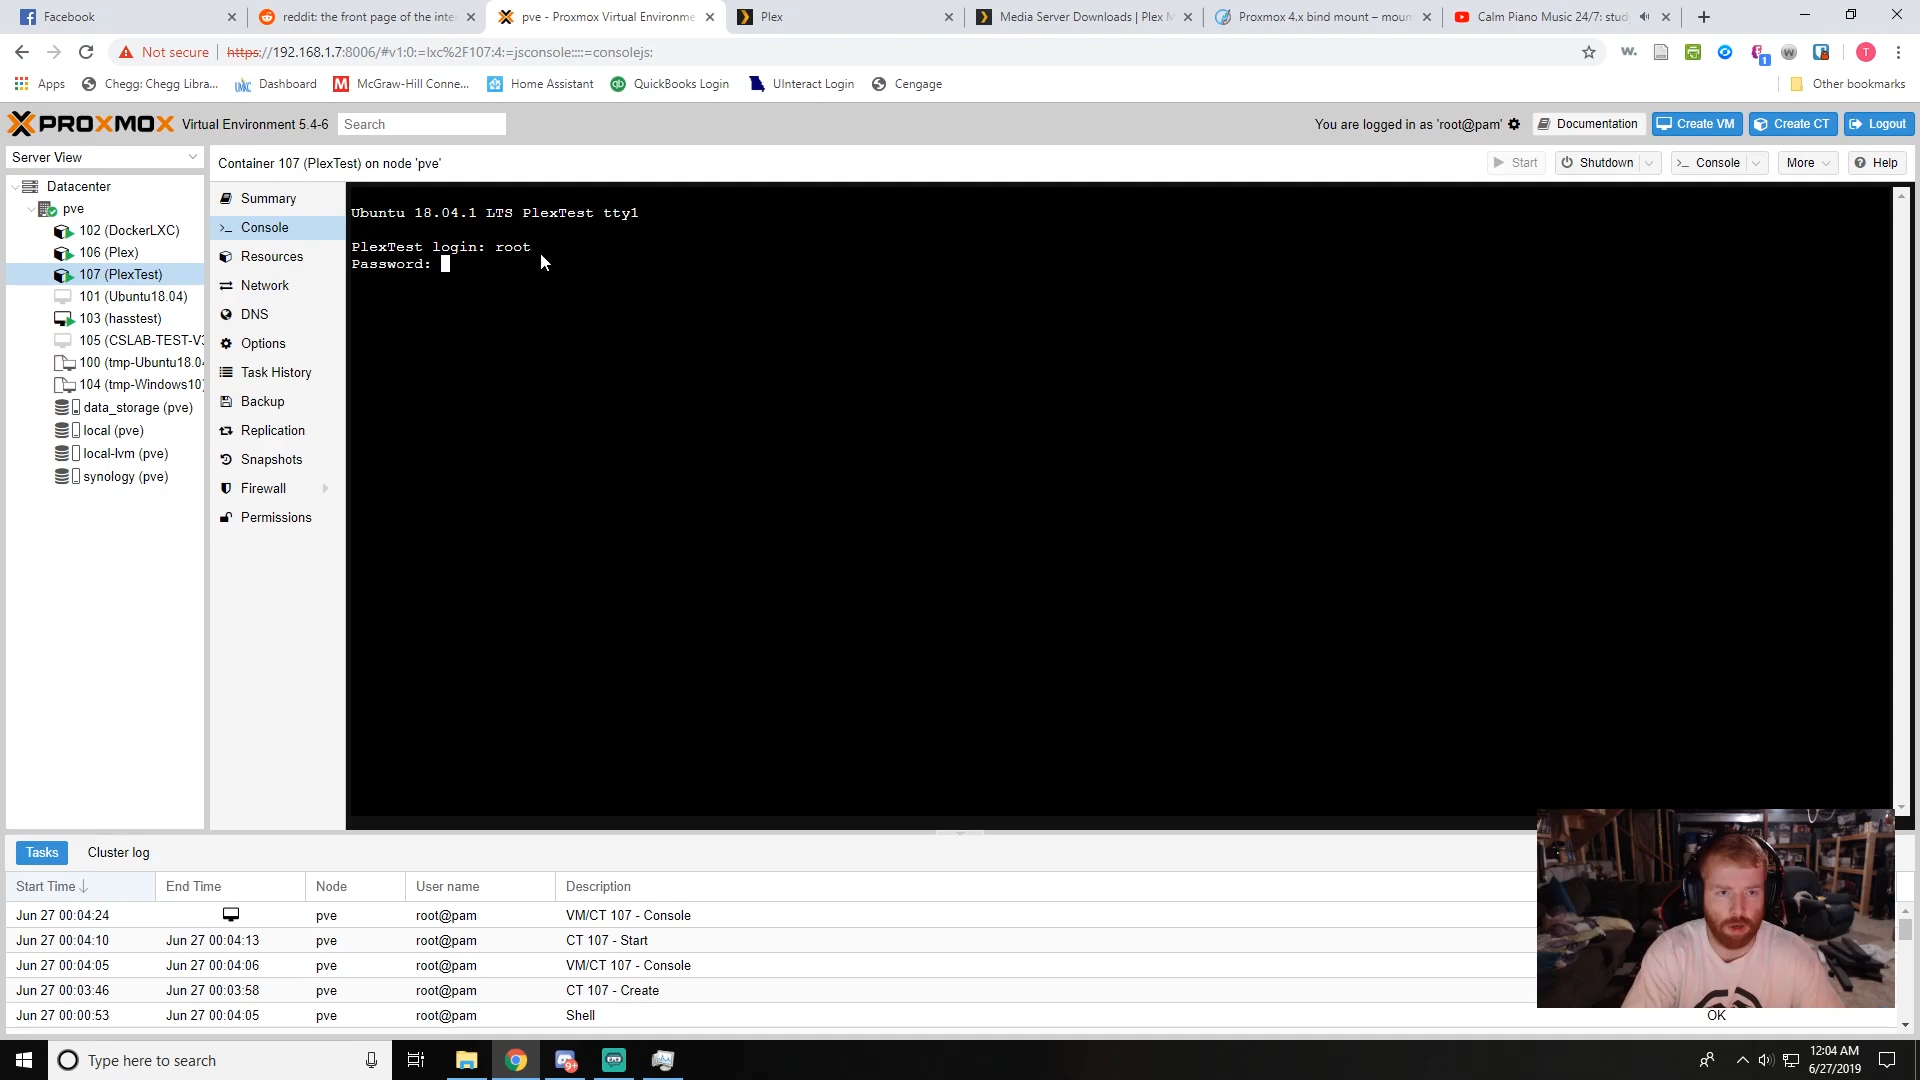 Facebook
reddit: the front page of the inte
pve - Proxmox Virtual Environme
Plex
Media Server Downloads | Plex M
Proxmox 4.x bind mount – moun
Calm Piano Music 24/7: stud
Not secure
https://192.168.1.7:8006/#v1:0:=lxc%2F107:4:=jsconsole::::=consolejs:
W.
1
T
Apps
Chegg: Chegg Libra...
UMKC
Dashboard
M
McGraw-Hill Conne...
Home Assistant
qb
QuickBooks Login
UInteract Login
Cengage
Other bookmarks
PROXMOX
Virtual Environment 5.4-6
Search
You are logged in as 'root@pam'
Documentation
Create VM
Create CT
Logout
Server View
Container 107 (PlexTest) on node 'pve'
Start
Shutdown
Console
More
Help
Datacenter
pve
102 (DockerLXC)
106 (Plex)
107 (PlexTest)
101 (Ubuntu18.04)
103 (hasstest)
105 (CSLAB-TEST-V3
100 (tmp-Ubuntu18.04
104 (tmp-Windows10)
data_storage (pve)
local (pve)
local-lvm (pve)
synology (pve)
Summary
Console
Resources
Network
DNS
Options
Task History
Backup
Replication
Snapshots
Firewall
Permissions
Ubuntu 18.04.1 LTS PlexTest tty1
PlexTest login: root
Password:
Tasks
Cluster log
Start Time
End Time
Node
User name
Description
Jun 27 00:04:24
pve
root@pam
VM/CT 107 - Console
Jun 27 00:04:10
Jun 27 00:04:13
pve
root@pam
CT 107 - Start
Jun 27 00:04:05
Jun 27 00:04:06
pve
root@pam
VM/CT 107 - Console
Jun 27 00:03:46
Jun 27 00:03:58
pve
root@pam
CT 107 - Create
Jun 27 00:00:53
Jun 27 00:04:05
pve
root@pam
Shell
OK
Type here to search
9+
12:04 AM
6/27/2019